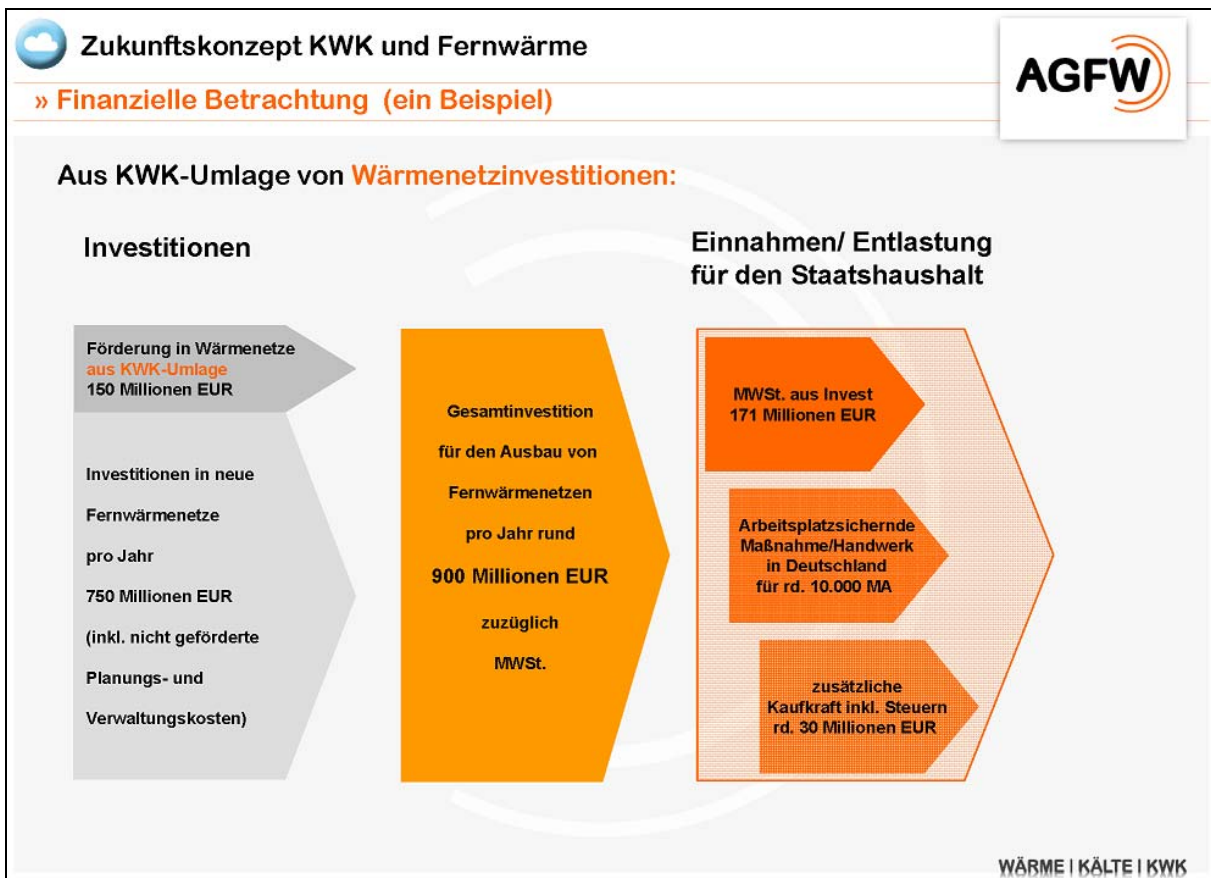 Zukunftskonzept KWK und Fernwärme
» Finanzielle Betrachtung (ein Beispiel)
AGFW
Aus KWK-Umlage von Wärmenetzinvestitionen:
Investitionen
Förderung in Wärmenetze
aus KWK-Umlage
150 Millionen EUR
Investitionen in neue
Fernwärmenetze
pro Jahr
750 Millionen EUR
(inkl. nicht geförderte
Planungs- und
Verwaltungskosten)
Gesamtinvestition
für den Ausbau von
Fernwärmenetzen
pro Jahr rund
900 Millionen EUR
zuzüglich
MWSt.
Einnahmen/ Entlastung
für den Staatshaushalt
MWSt. aus Invest
171 Millionen EUR
Arbeitsplatzsichernde
Maßnahme/Handwerk
in Deutschland
für rd. 10.000 MA
zusätzliche
Kaufkraft inkl. Steuern
rd. 30 Millionen EUR
WÄRME | KÄLTE | KWK